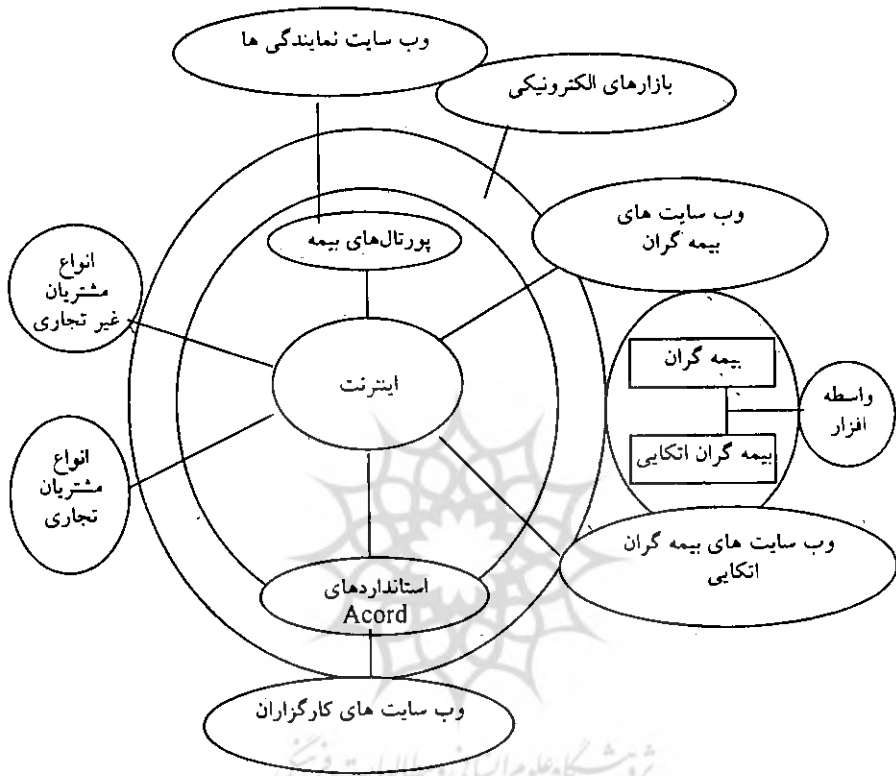 وب سایت نمایندگی ها
بازارهای الکترونیکی
وب سایت های
بیمه گران
پورتال‌های بیمه
انواع
مشتریان
غیر تجاری
اینترنت
بیمه گران
واسطه
افزار
بیمه گران اتکایی
انواع
مشتریان
تجاری
وب سایت های بیمه گران
اتکایی
استانداردهای
Acord
وب سایت های کارگزاران